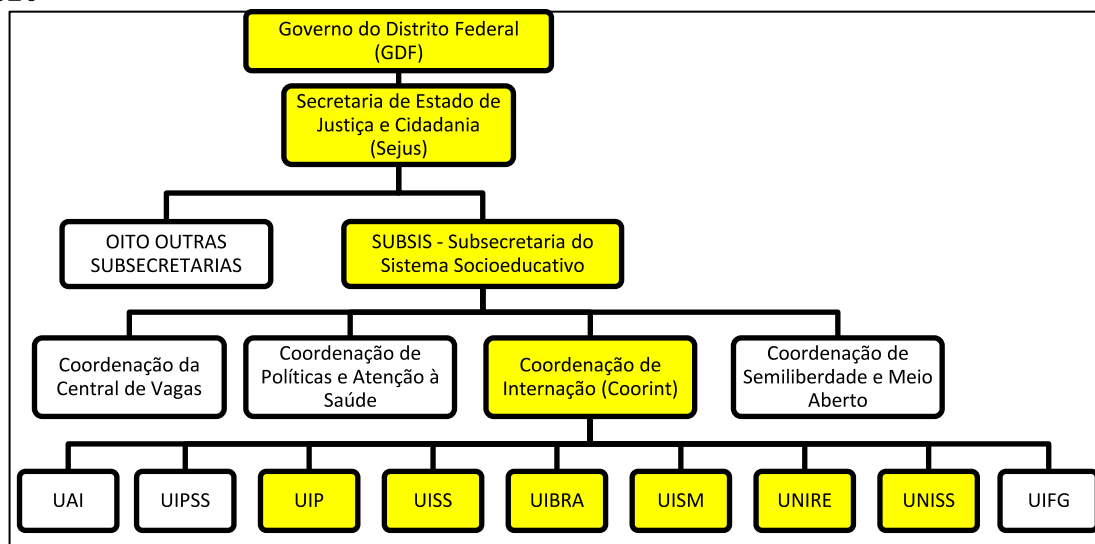 Governo do Distrito Federal
(GDF)
Secretaria de Estado de
Justiça e Cidadania
(Sejus)
OITO OUTRAS
SUBSECRETARIAS
SUBSIS - Subsecretaria do
Sistema Socioeducativo
Coordenação da
Central de Vagas
Coordenação de
Políticas e Atenção à
Saúde
Coordenação de
Internação (Coorint)
Coordenação de
Semiliberdade e Meio
Aberto
UAI
UIPSS
UIP
UISS
UIBRA
UISM
UNIRE
UNISS
UIFG